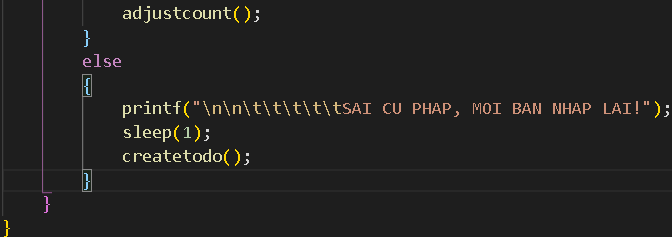 adjustcount();
}
else
{
printf("\n\n\t\t\t\t\tSAI CU PHAP, MOI BAN NHAP LAI!");
sleep(1);
createtodo();
}
}
}